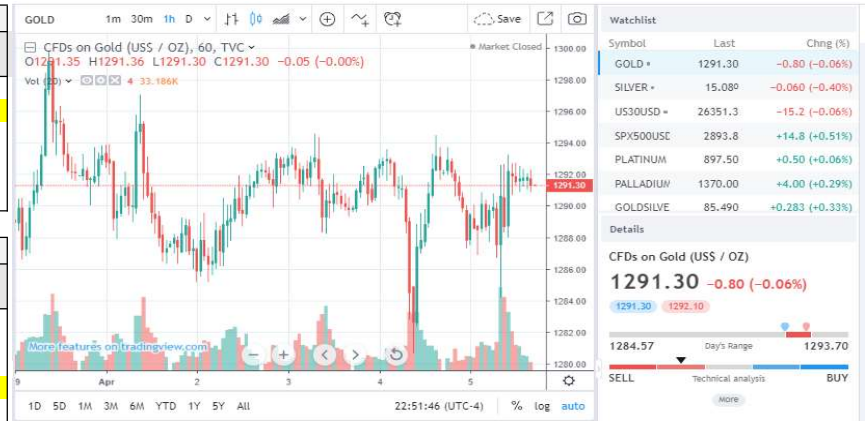 GOLD 1m 30m 1h D Save
CFDs on Gold (US$ / OZ), 60, TVC
Market Closed
O1291.35 H1291.36 L1291.30 C1291.30 −0.05 (−0.00%)
Vol (20) 4 33.186K
1300.00
1298.00
1296.00
1294.00
1292.00
1291.30
1290.00
1288.00
1286.00
1284.00
1282.00
1280.00
More features on tradingview.com
9 Apr 2 3 4 5
1D 5D 1M 3M 6M YTD 1Y 5Y All 22:51:46 (UTC-4) % log auto
Watchlist
Symbol Last Chng (%)
GOLD 1291.30 −0.80 (−0.06%)
SILVER 15.080 −0.060 (−0.40%)
US30USD 26351.3 −15.2 (−0.06%)
SPX500USD 2893.8 +14.8 (+0.51%)
PLATINUM 897.50 +0.50 (+0.06%)
PALLADIUM 1370.00 +4.00 (+0.29%)
GOLDSILVE 85.490 +0.283 (+0.33%)
Details
CFDs on Gold (US$ / OZ)
1291.30 −0.80 (−0.06%)
1291.30 1292.10
1284.57 Day's Range 1293.70
SELL Technical analysis BUY
More